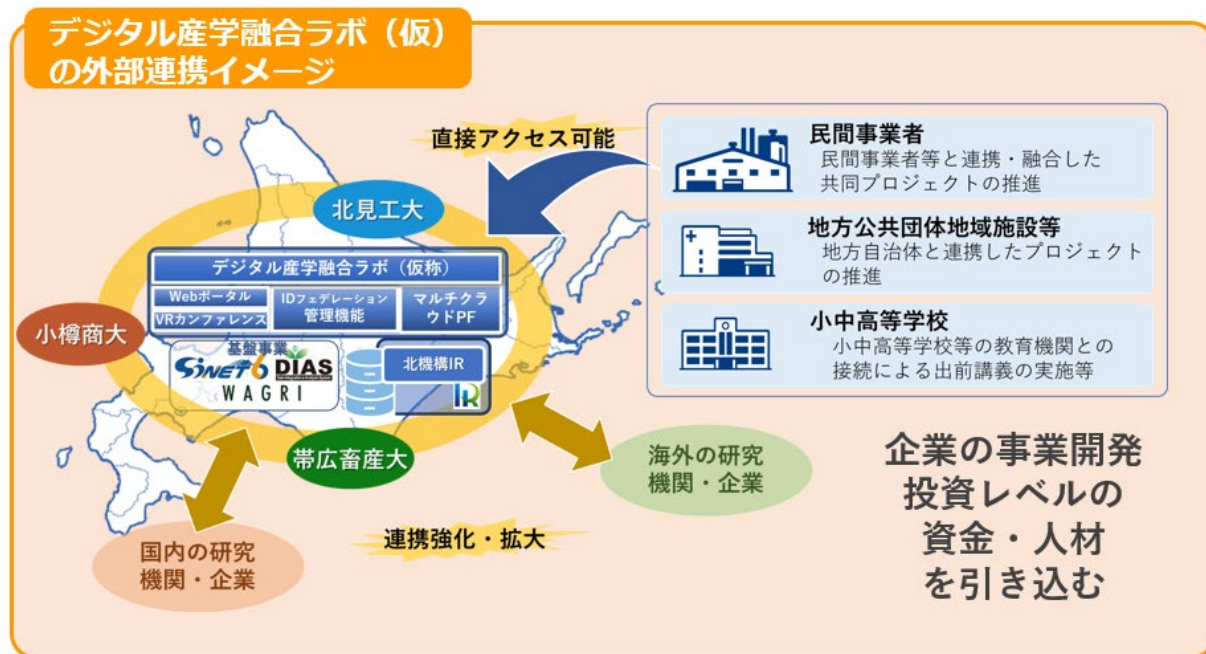 デジタル産学融合ラボ（仮）
の外部連携イメージ
直接アクセス可能
民間事業者
民間事業者等と連携・融合した
共同プロジェクトの推進
地方公共団体地域施設等
地方自治体と連携したプロジェクト
の推進
小中高等学校
小中高等学校等の教育機関との
接続による出前講義の実施等
北見工大
デジタル産学融合ラボ（仮称）
Webポータル
VRカンファレンス
IDフェデレーション
管理機能
マルチクラ
ウドPF
小樽商大
基盤事業
SINET6
DIAS
WAGRI
北機構IR
IR
帯広畜産大
海外の研究
機関・企業
国内の研究
機関・企業
連携強化・拡大
企業の事業開発
投資レベルの
資金・人材
を引き込む